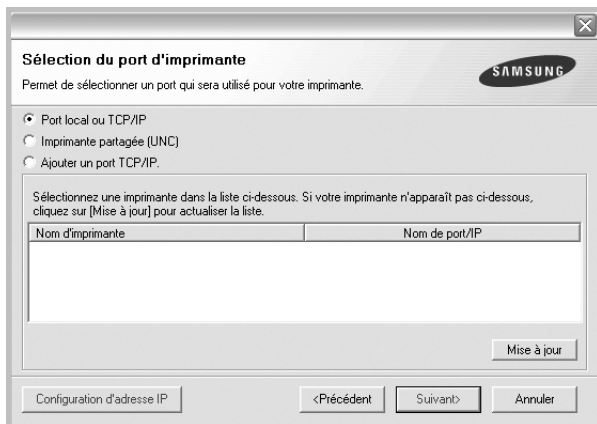 Sélection du port d'imprimante
Permet de sélectionner un port qui sera utilisé pour votre imprimante.
SAMSUNG
Port local ou TCP/IP
Imprimante partagée (UNC)
Ajouter un port TCP/IP.
Sélectionnez une imprimante dans la liste ci-dessous. Si votre imprimante n'apparaît pas ci-dessous,
cliquez sur [Mise à jour] pour actualiser la liste.
Nom d'imprimante Nom de port/IP
Mise à jour
Configuration d'adresse IP <Précédent Suivant> Annuler